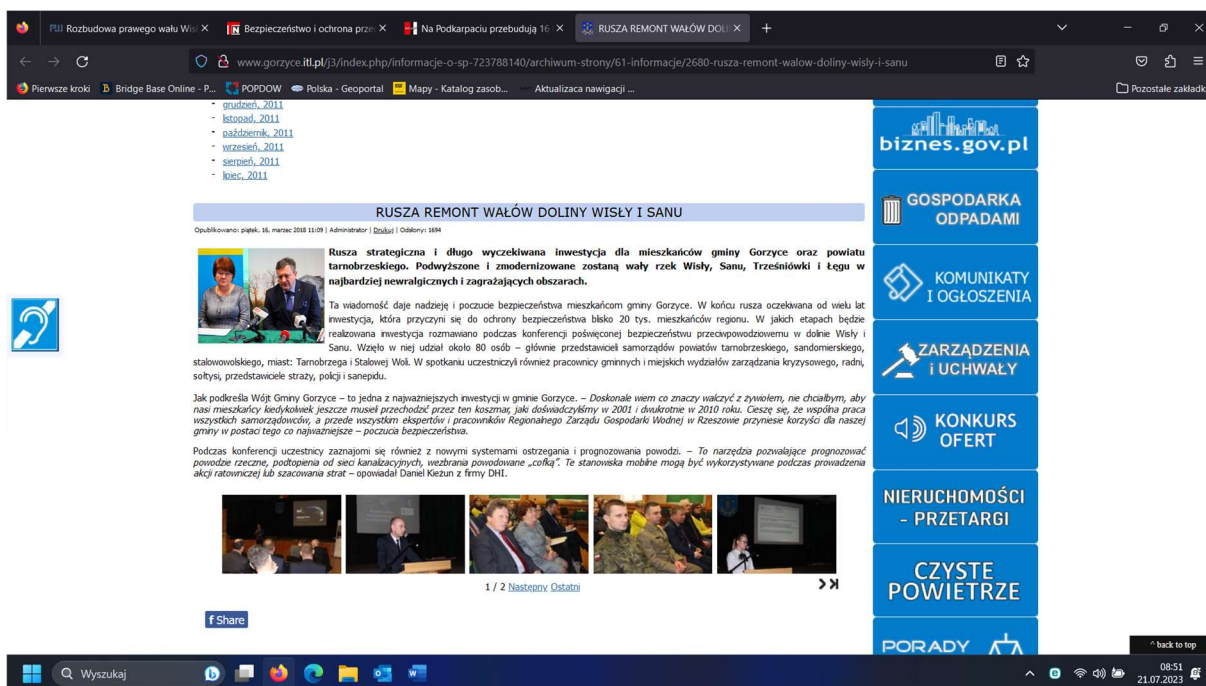 RUJ Rozbudowa prawego wału Wis
Bezpieczeństwo i ochrona prze
Na Podkarpaciu przebudują 16
RUSZA REMONT WAŁÓW DOLI
www.gorzyce.itl.pl/j3/index.php/informacje-o-sp-723788140/archiwum-strony/61-informacje/2680-rusza-remont-walow-doliny-wisly-i-sanu
Pierwsze kroki B Bridge Base Online - P... POPDOW Polska - Geoportal Mapy - Katalog zasob... Aktualizaca nawigacji ... Pozostałe zakładk
- grudzień, 2011
- listopad, 2011
- październik, 2011
- wrzesień, 2011
- sierpień, 2011
- lipiec, 2011
RUSZA REMONT WAŁÓW DOLINY WISŁY I SANU
Opublikowano: piątek, 16, marzec 2018 11:09 | Administrator | Drukuj | Odsłony: 1694
Rusza strategiczna i długo wyczekiwana inwestycja dla mieszkańców gminy Gorzyce oraz powiatu
tarnobrzeskiego. Podwyższone i zmodernizowane zostaną wały rzek Wisły, Sanu, Trześniówki i Łęgu w
najbardziej newralgicznych i zagrażających obszarach.
Ta wiadomość daje nadzieję i poczucie bezpieczeństwa mieszkańcom gminy Gorzyce. W końcu rusza oczekiwana od wielu lat
inwestycja, która przyczyni się do ochrony bezpieczeństwa blisko 20 tys. mieszkańców regionu. W jakich etapach będzie
realizowana inwestycja rozmawiano podczas konferencji poświęconej bezpieczeństwu przeciwpowodziowemu w dolinie Wisły i
Sanu. Wzięło w niej udział około 80 osób – głównie przedstawicieli samorządów powiatów tarnobrzeskiego, sandomierskiego,
stalowowolskiego, miast: Tarnobrzega i Stalowej Woli. W spotkaniu uczestniczyli również pracownicy gminnych i miejskich wydziałów zarządzania kryzysowego, radni,
sołtysi, przedstawiciele straży, policji i sanepidu.
Jak podkreśla Wójt Gminy Gorzyce – to jedna z najważniejszych inwestycji w gminie Gorzyce. – Doskonale wiem co znaczy walczyć z żywiołem, nie chciałbym, aby
nasi mieszkańcy kiedykolwiek jeszcze musieli przechodzić przez ten koszmar, jaki doświadczyliśmy w 2001 i dwukrotnie w 2010 roku. Cieszę się, że wspólna praca
wszystkich samorządowców, a przede wszystkim ekspertów i pracowników Regionalnego Zarządu Gospodarki Wodnej w Rzeszowie przyniesie korzyści dla naszej
gminy w postaci tego co najważniejsze – poczucia bezpieczeństwa.
Podczas konferencji uczestnicy zaznajomi się również z nowymi systemami ostrzegania i prognozowania powodzi. – To narzędzia pozwalające prognozować
powodzie rzeczne, podtopienia od sieci kanalizacyjnych, wezbrania powodowane „cofką”. Te stanowiska mobilne mogą być wykorzystywane podczas prowadzenia
akcji ratowniczej lub szacowania strat – opowiadał Daniel Kieżun z firmy DHI.
1 / 2 Następny Ostatni
f Share
biznes.gov.pl
GOSPODARKA
ODPADAMI
KOMUNIKATY
I OGŁOSZENIA
ZARZĄDZENIA
i UCHWAŁY
KONKURS
OFERT
NIERUCHOMOŚCI
- PRZETARGI
CZYSTE
POWIETRZE
PORADY
^ back to top
Wyszukaj
08:51
21.07.2023